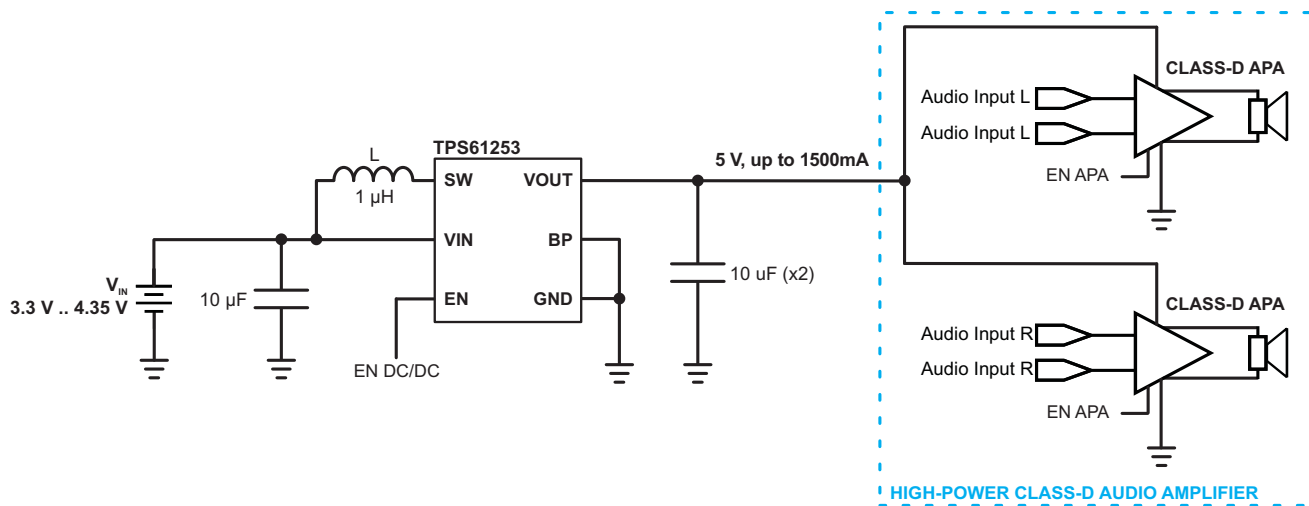 CLASS-D APA
Audio Input L
Audio Input L
EN APA
TPS61253
L
1 µH
SW
VOUT
5 V, up to 1500mA
VIN
BP
EN
GND
V_IN
3.3 V .. 4.35 V
10 µF
10 uF (x2)
EN DC/DC
CLASS-D APA
Audio Input R
Audio Input R
EN APA
HIGH-POWER CLASS-D AUDIO AMPLIFIER